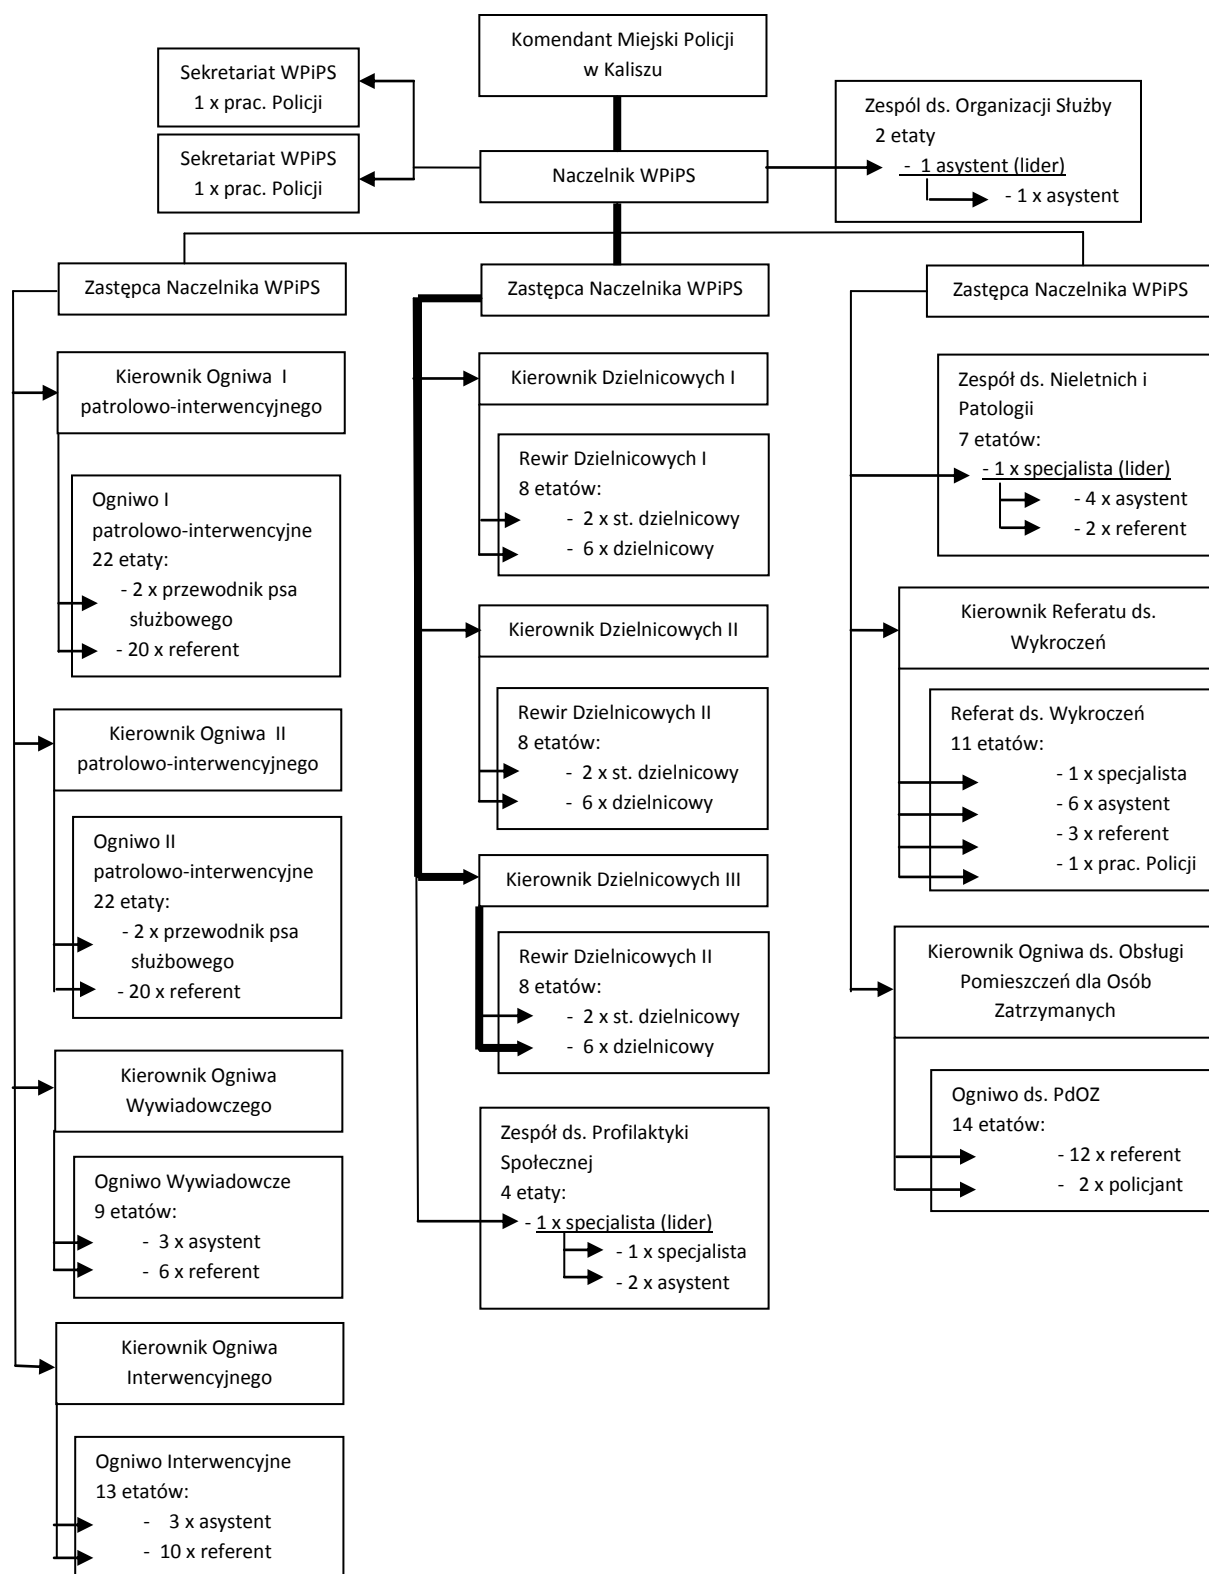 Komendant Miejski Policji
w Kaliszu
Sekretariat WPiPS
1 x prac. Policji
Sekretariat WPiPS
1 x prac. Policji
Naczelnik WPiPS
Zespól ds. Organizacji Służby
2 etaty
- 1 asystent (lider)
- 1 x asystent
Zastępca Naczelnika WPiPS
Kierownik Ogniwa I
patrolowo-interwencyjnego
Ogniwo I
patrolowo-interwencyjne
22 etaty:
- 2 x przewodnik psa
służbowego
- 20 x referent
Kierownik Ogniwa II
patrolowo-interwencyjnego
Ogniwo II
patrolowo-interwencyjne
22 etaty:
- 2 x przewodnik psa
służbowego
- 20 x referent
Kierownik Ogniwa
Wywiadowczego
Ogniwo Wywiadowcze
9 etatów:
- 3 x asystent
- 6 x referent
Kierownik Ogniwa
Interwencyjnego
Ogniwo Interwencyjne
13 etatów:
- 3 x asystent
- 10 x referent
Zastępca Naczelnika WPiPS
Kierownik Dzielnicowych I
Rewir Dzielnicowych I
8 etatów:
- 2 x st. dzielnicowy
- 6 x dzielnicowy
Kierownik Dzielnicowych II
Rewir Dzielnicowych II
8 etatów:
- 2 x st. dzielnicowy
- 6 x dzielnicowy
Kierownik Dzielnicowych III
Rewir Dzielnicowych II
8 etatów:
- 2 x st. dzielnicowy
- 6 x dzielnicowy
Zespół ds. Profilaktyki
Społecznej
4 etaty:
- 1 x specjalista (lider)
- 1 x specjalista
- 2 x asystent
Zastępca Naczelnika WPiPS
Zespół ds. Nieletnich i
Patologii
7 etatów:
- 1 x specjalista (lider)
- 4 x asystent
- 2 x referent
Kierownik Referatu ds.
Wykroczeń
Referat ds. Wykroczeń
11 etatów:
- 1 x specjalista
- 6 x asystent
- 3 x referent
- 1 x prac. Policji
Kierownik Ogniwa ds. Obsługi
Pomieszczeń dla Osób
Zatrzymanych
Ogniwo ds. PdOZ
14 etatów:
- 12 x referent
- 2 x policjant